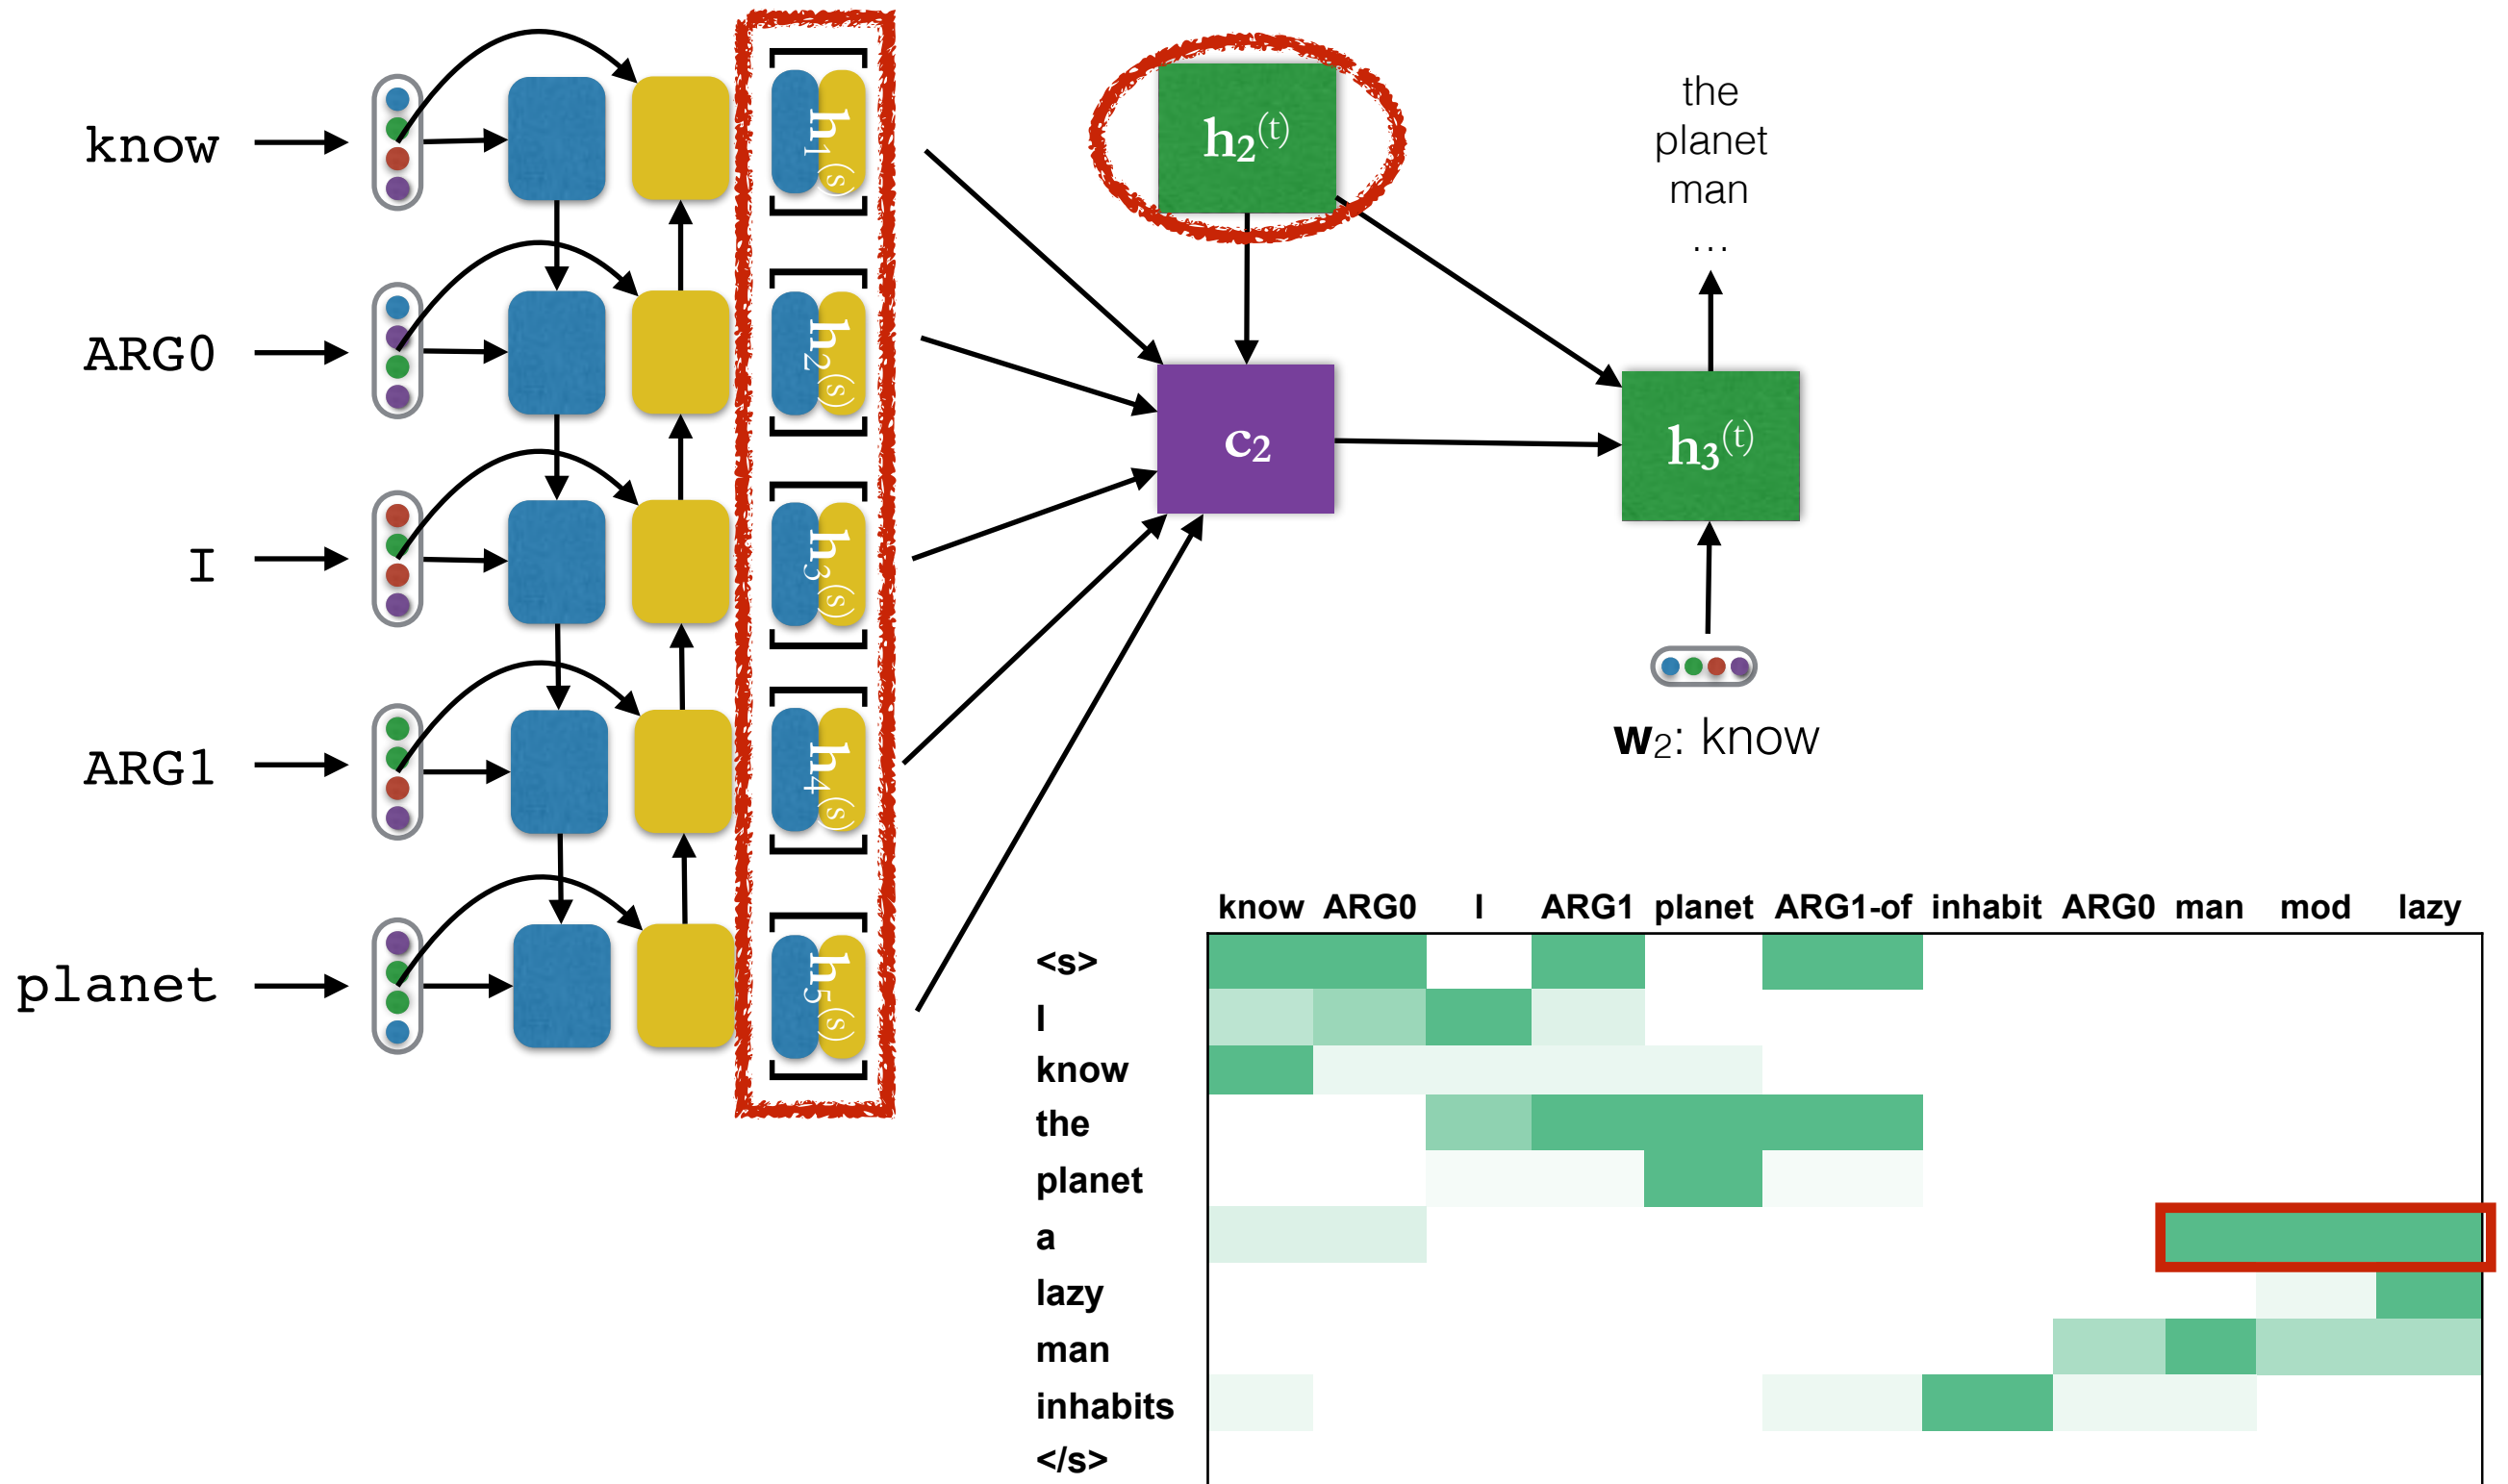 know
ARG0
I
ARG1
planet
h1(s)
h2(s)
h3(s)
h4(s)
h5(s)
h2(t)
c2
h3(t)
the
planet
man
...
w2: know
know ARG0 I ARG1 planet ARG1-of inhabit ARG0 man mod lazy
<s>
I
know
the
planet
a
lazy
man
inhabits
</s>